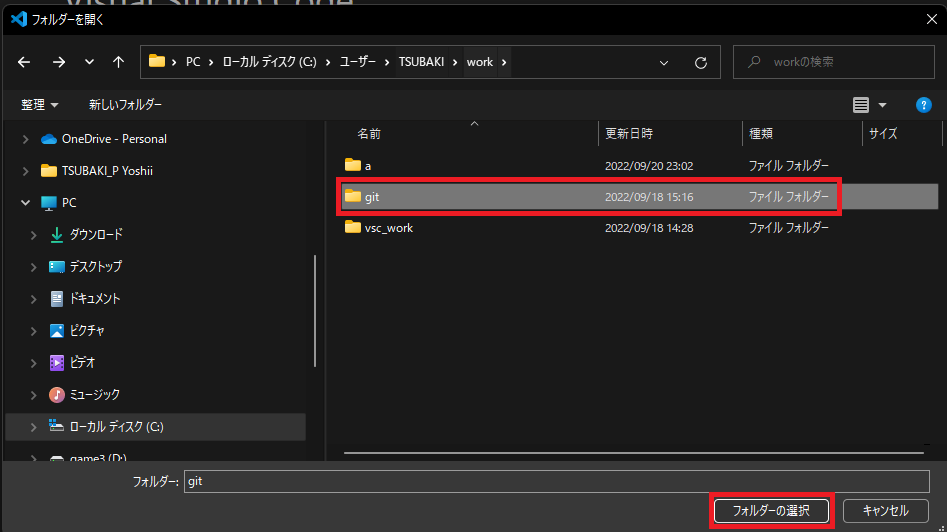 Visual Studio Code
フォルダーを開く
PC > ローカル ディスク (C:) > ユーザー > TSUBAKI > work >
workの検索
整理 新しいフォルダー
名前 更新日時 種類 サイズ
OneDrive - Personal
TSUBAKI_P Yoshii
PC
ダウンロード
デスクトップ
ドキュメント
ピクチャ
ビデオ
ミュージック
ローカル ディスク (C:)
game3 (D:)
a 2022/09/20 23:02 ファイル フォルダー
git 2022/09/18 15:16 ファイル フォルダー
vsc_work 2022/09/18 14:28 ファイル フォルダー
フォルダー: git
フォルダーの選択 キャンセル